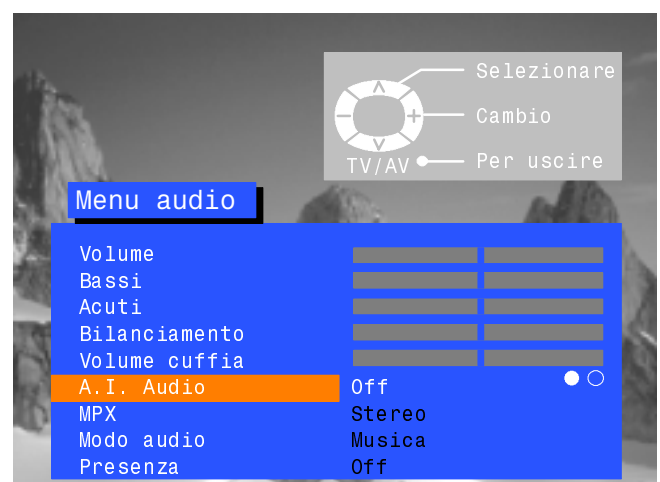 Selezionare
Cambio
TV/AV Per uscire
Menu audio
Volume
Bassi
Acuti
Bilanciamento
Volume cuffia
A.I. Audio Off
MPX Stereo
Modo audio Musica
Presenza Off